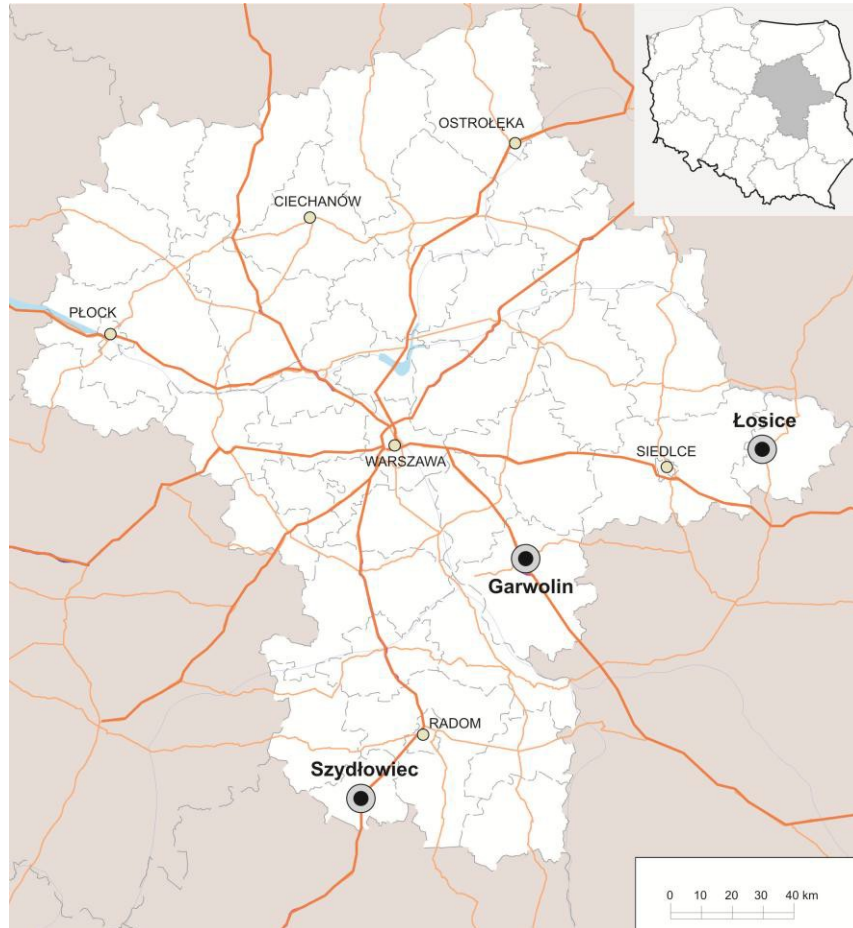 OSTROŁĘKA
CIECHANÓW
PŁOCK
Łosice
SIEDLCE
WARSZAWA
Garwolin
RADOM
Szydłowiec
0 10 20 30 40 km